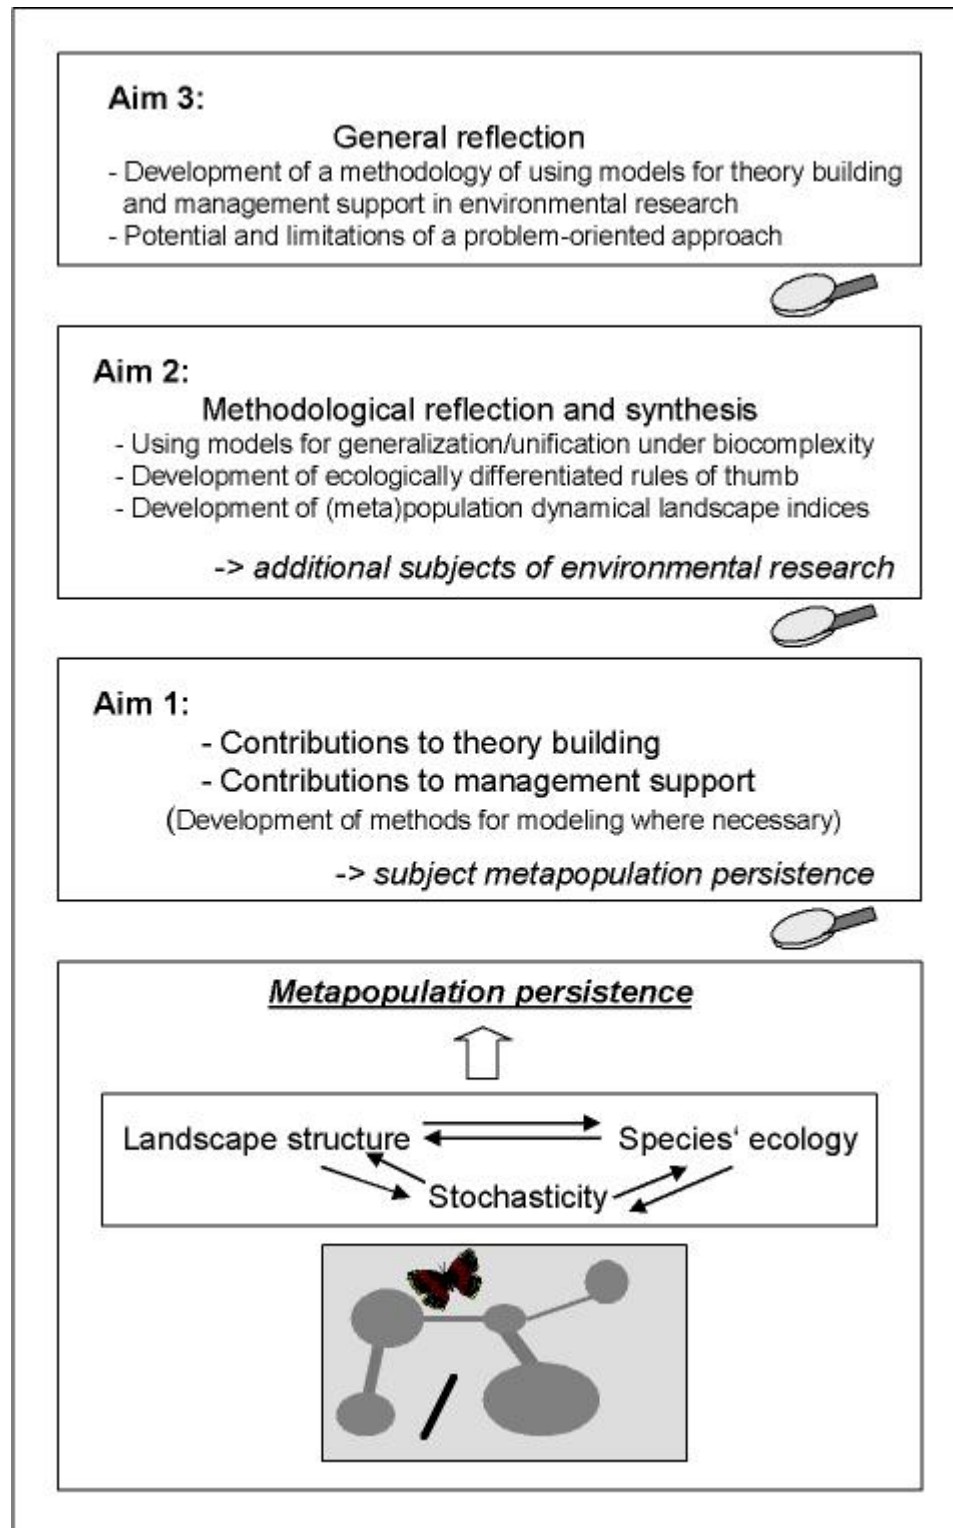 Aim 3:
General reflection
- Development of a methodology of using models for theory building
and management support in environmental research
- Potential and limitations of a problem-oriented approach
Aim 2:
Methodological reflection and synthesis
- Using models for generalization/unification under biocomplexity
- Development of ecologically differentiated rules of thumb
- Development of (meta)population dynamical landscape indices
-> additional subjects of environmental research
Aim 1:
- Contributions to theory building
- Contributions to management support
(Development of methods for modeling where necessary)
-> subject metapopulation persistence
Metapopulation persistence
Landscape structure Species‘ ecology
Stochasticity